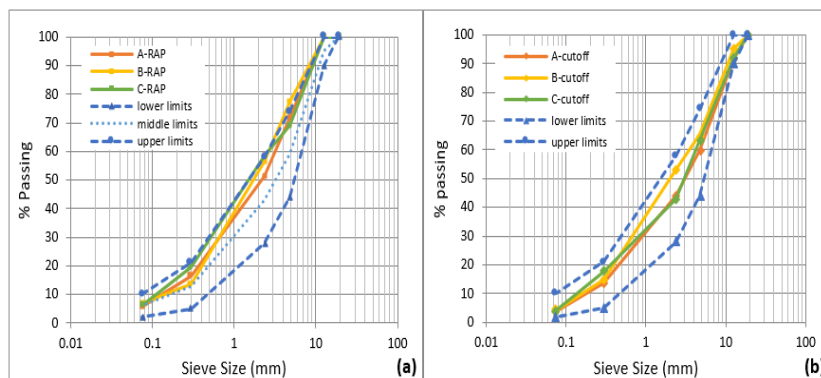 100
90
80
70
60
50
40
30
20
10
0
% Passing
A-RAP
B-RAP
C-RAP
lower limits
middle limits
upper limits
0.01 0.1 1 10 100
Sieve Size (mm)
(a)
100
90
80
70
60
50
40
30
20
10
0
% passing
A-cutoff
B-cutoff
C-cutoff
lower limits
upper limits
0.01 0.1 1 10 100
Sieve Size (mm)
(b)